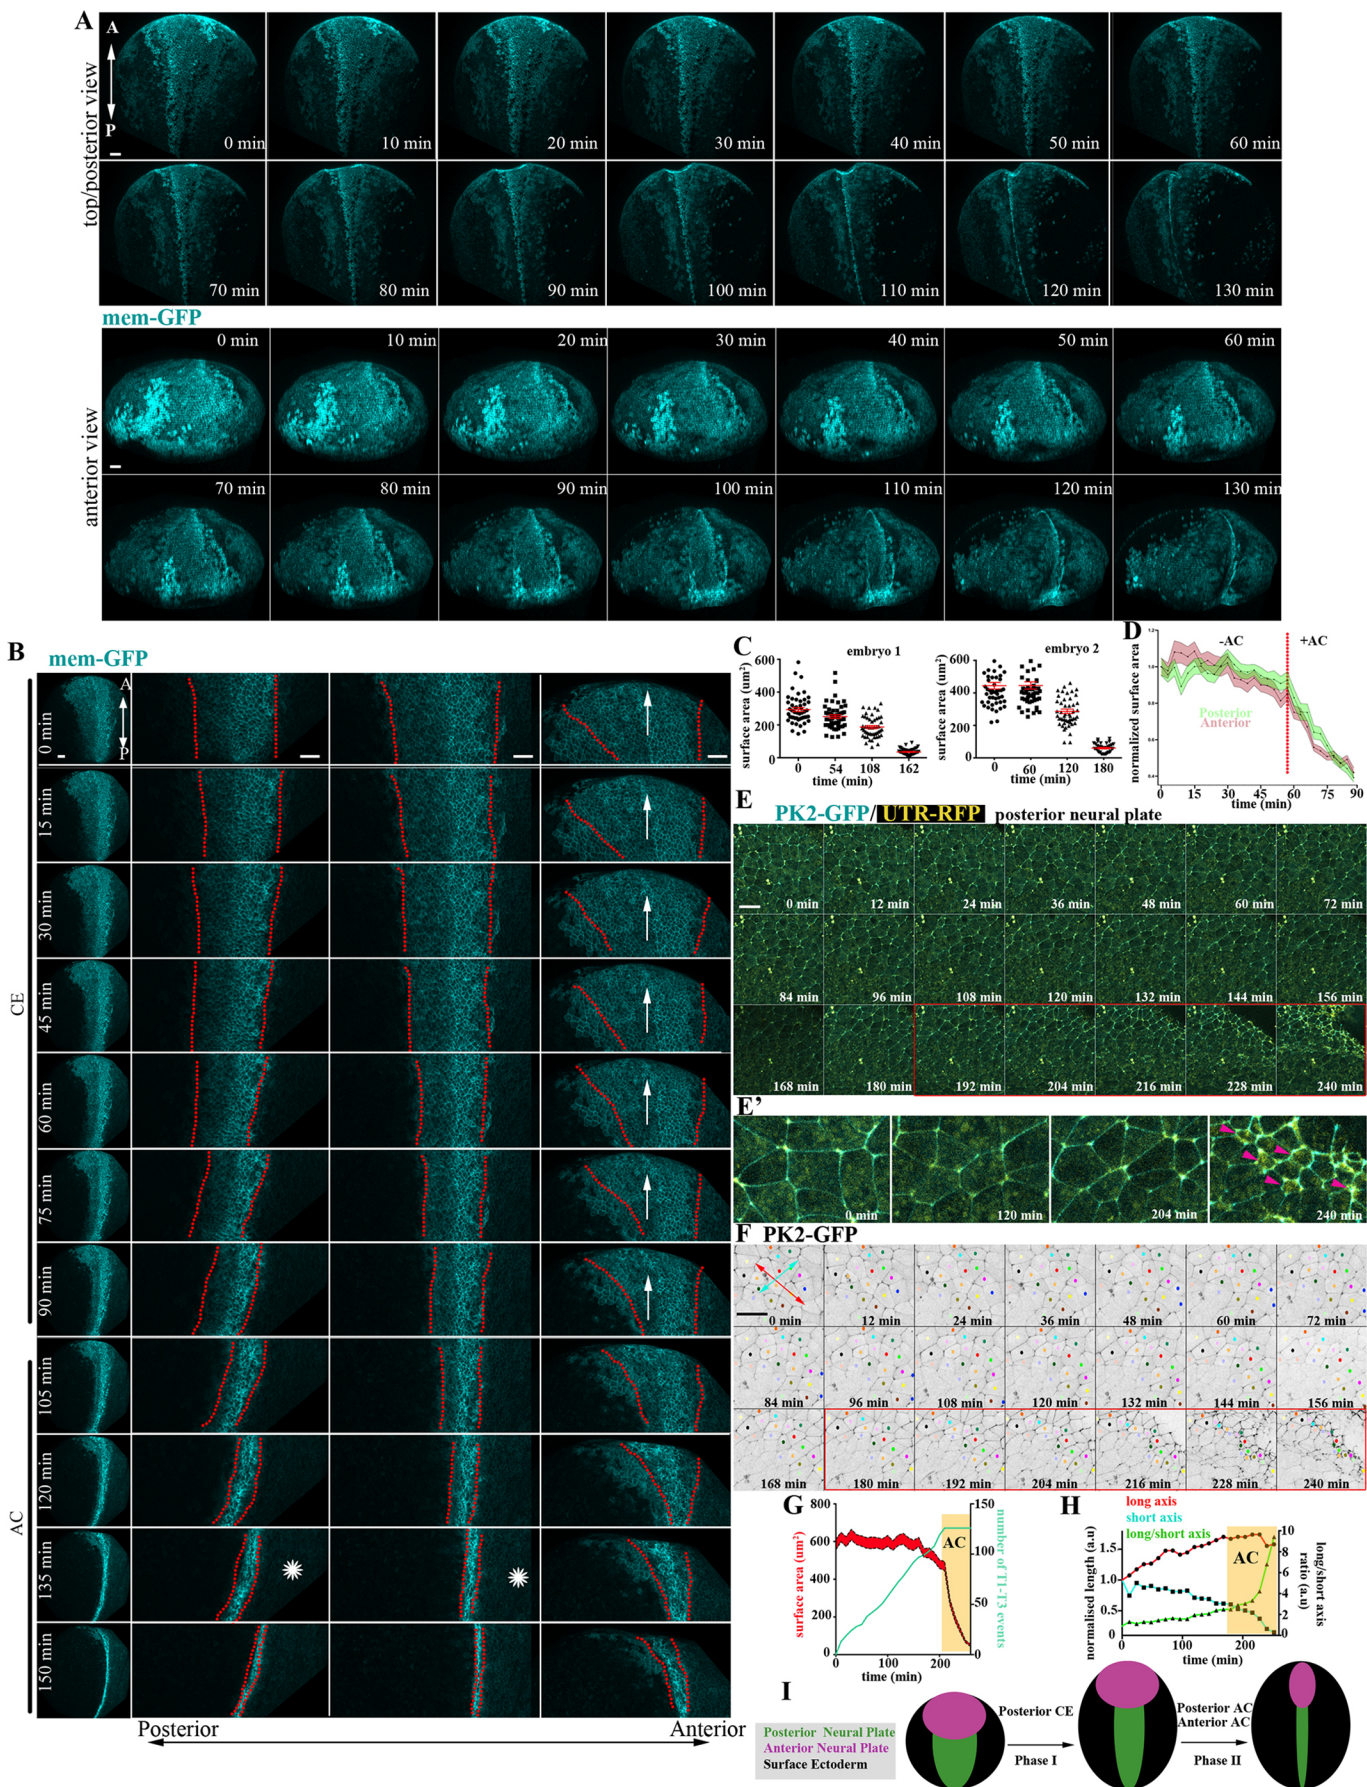 A
top/posterior view
A
P
0 min
10 min
20 min
30 min
40 min
50 min
60 min
70 min
80 min
90 min
100 min
110 min
120 min
130 min
mem-GFP
anterior view
0 min
10 min
20 min
30 min
40 min
50 min
60 min
70 min
80 min
90 min
100 min
110 min
120 min
130 min
B
mem-GFP
CE
AC
A
P
0 min
15 min
30 min
45 min
60 min
75 min
90 min
105 min
120 min
135 min
150 min
Posterior
Anterior
C
embryo 1
surface area (um²)
600
400
200
0
0 54 108 162
time (min)
embryo 2
surface area (um²)
600
400
200
0
0 60 120 180
time (min)
D
-AC
+AC
normalized surface area
1.2
1.0
0.8
0.6
0.4
Posterior
Anterior
0 15 30 45 60 75 90
time (min)
E
PK2-GFP/UTR-RFP posterior neural plate
0 min
12 min
24 min
36 min
48 min
60 min
72 min
84 min
96 min
108 min
120 min
132 min
144 min
156 min
168 min
180 min
192 min
204 min
216 min
228 min
240 min
E’
0 min
120 min
204 min
240 min
F PK2-GFP
0 min
12 min
24 min
36 min
48 min
60 min
72 min
84 min
96 min
108 min
120 min
132 min
144 min
156 min
168 min
180 min
192 min
204 min
216 min
228 min
240 min
G
surface area (um²)
800
600
400
200
0
AC
150
100
50
0
number of T1-T3 events
0 100 200
time (min)
H
long axis
short axis
long/short axis
normalised length (a.u)
1.5
1.0
0.5
0
AC
10
8
6
4
2
0
long/short axis
ratio (a.u)
0 100 200
time (min)
I
Posterior Neural Plate
Anterior Neural Plate
Surface Ectoderm
Posterior CE
Phase I
Posterior AC
Anterior AC
Phase II